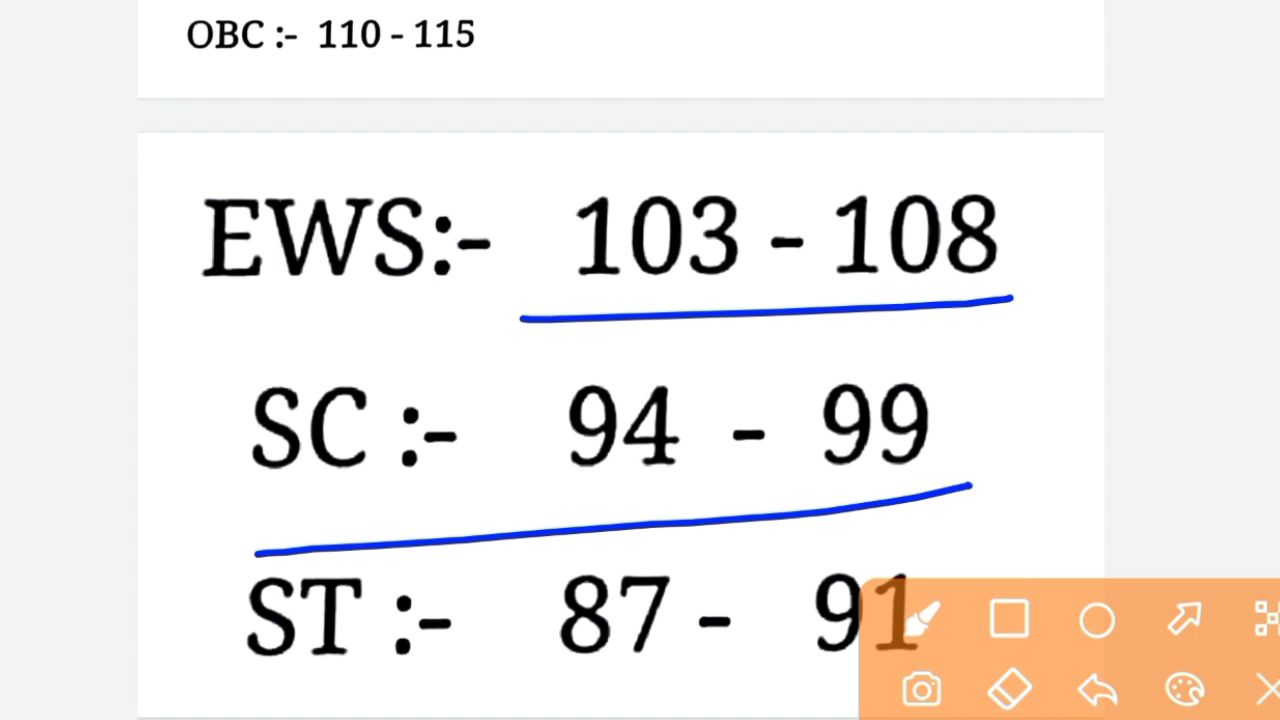 OBC :- 110 - 115
EWS:- 103 - 108
SC :- 94 - 99
ST :- 87 - 91